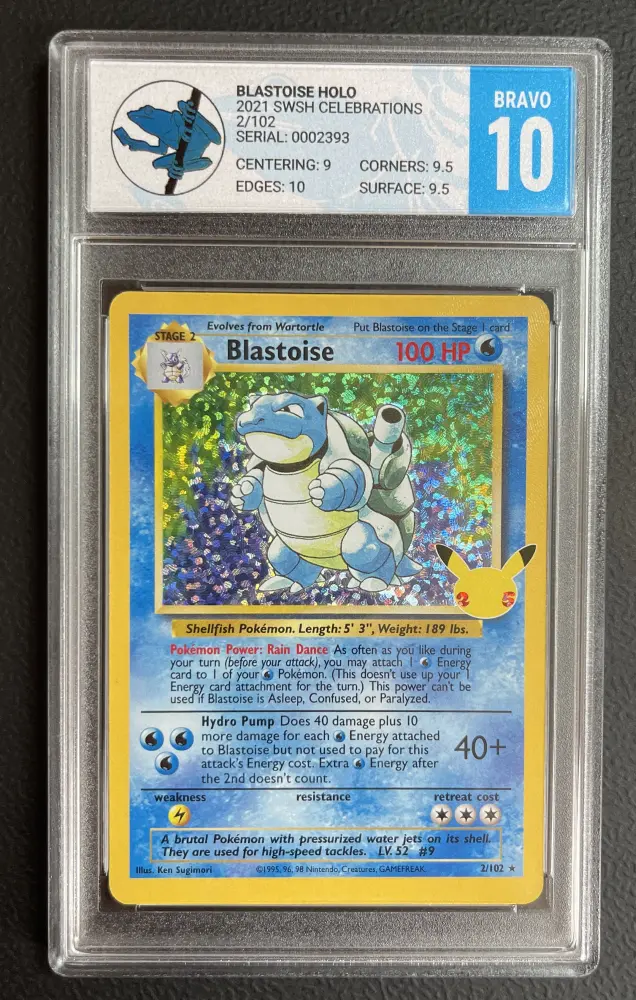 BLASTOISE HOLO
2021 SWSH CELEBRATIONS
2/102
SERIAL: 0002393
CENTERING: 9 CORNERS: 9.5
EDGES: 10 SURFACE: 9.5
BRAVO
10
Evolves from Wartortle Put Blastoise on the Stage 1 card
STAGE 2
Blastoise 100 HP
2 5
Shellfish Pokémon. Length: 5' 3", Weight: 189 lbs.
Pokémon Power: Rain Dance As often as you like during
your turn (before your attack), you may attach 1 Energy
card to 1 of your Pokémon. (This doesn't use up your 1
Energy card attachment for the turn.) This power can't be
used if Blastoise is Asleep, Confused, or Paralyzed.
Hydro Pump Does 40 damage plus 10
more damage for each Energy attached
to Blastoise but not used to pay for this
attack's Energy cost. Extra Energy after
the 2nd doesn't count.
40+
weakness resistance retreat cost
A brutal Pokémon with pressurized water jets on its shell.
They are used for high-speed tackles. LV. 52 #9
Illus. Ken Sugimori ©1995, 96, 98 Nintendo, Creatures, GAMEFREAK. 2/102 ★